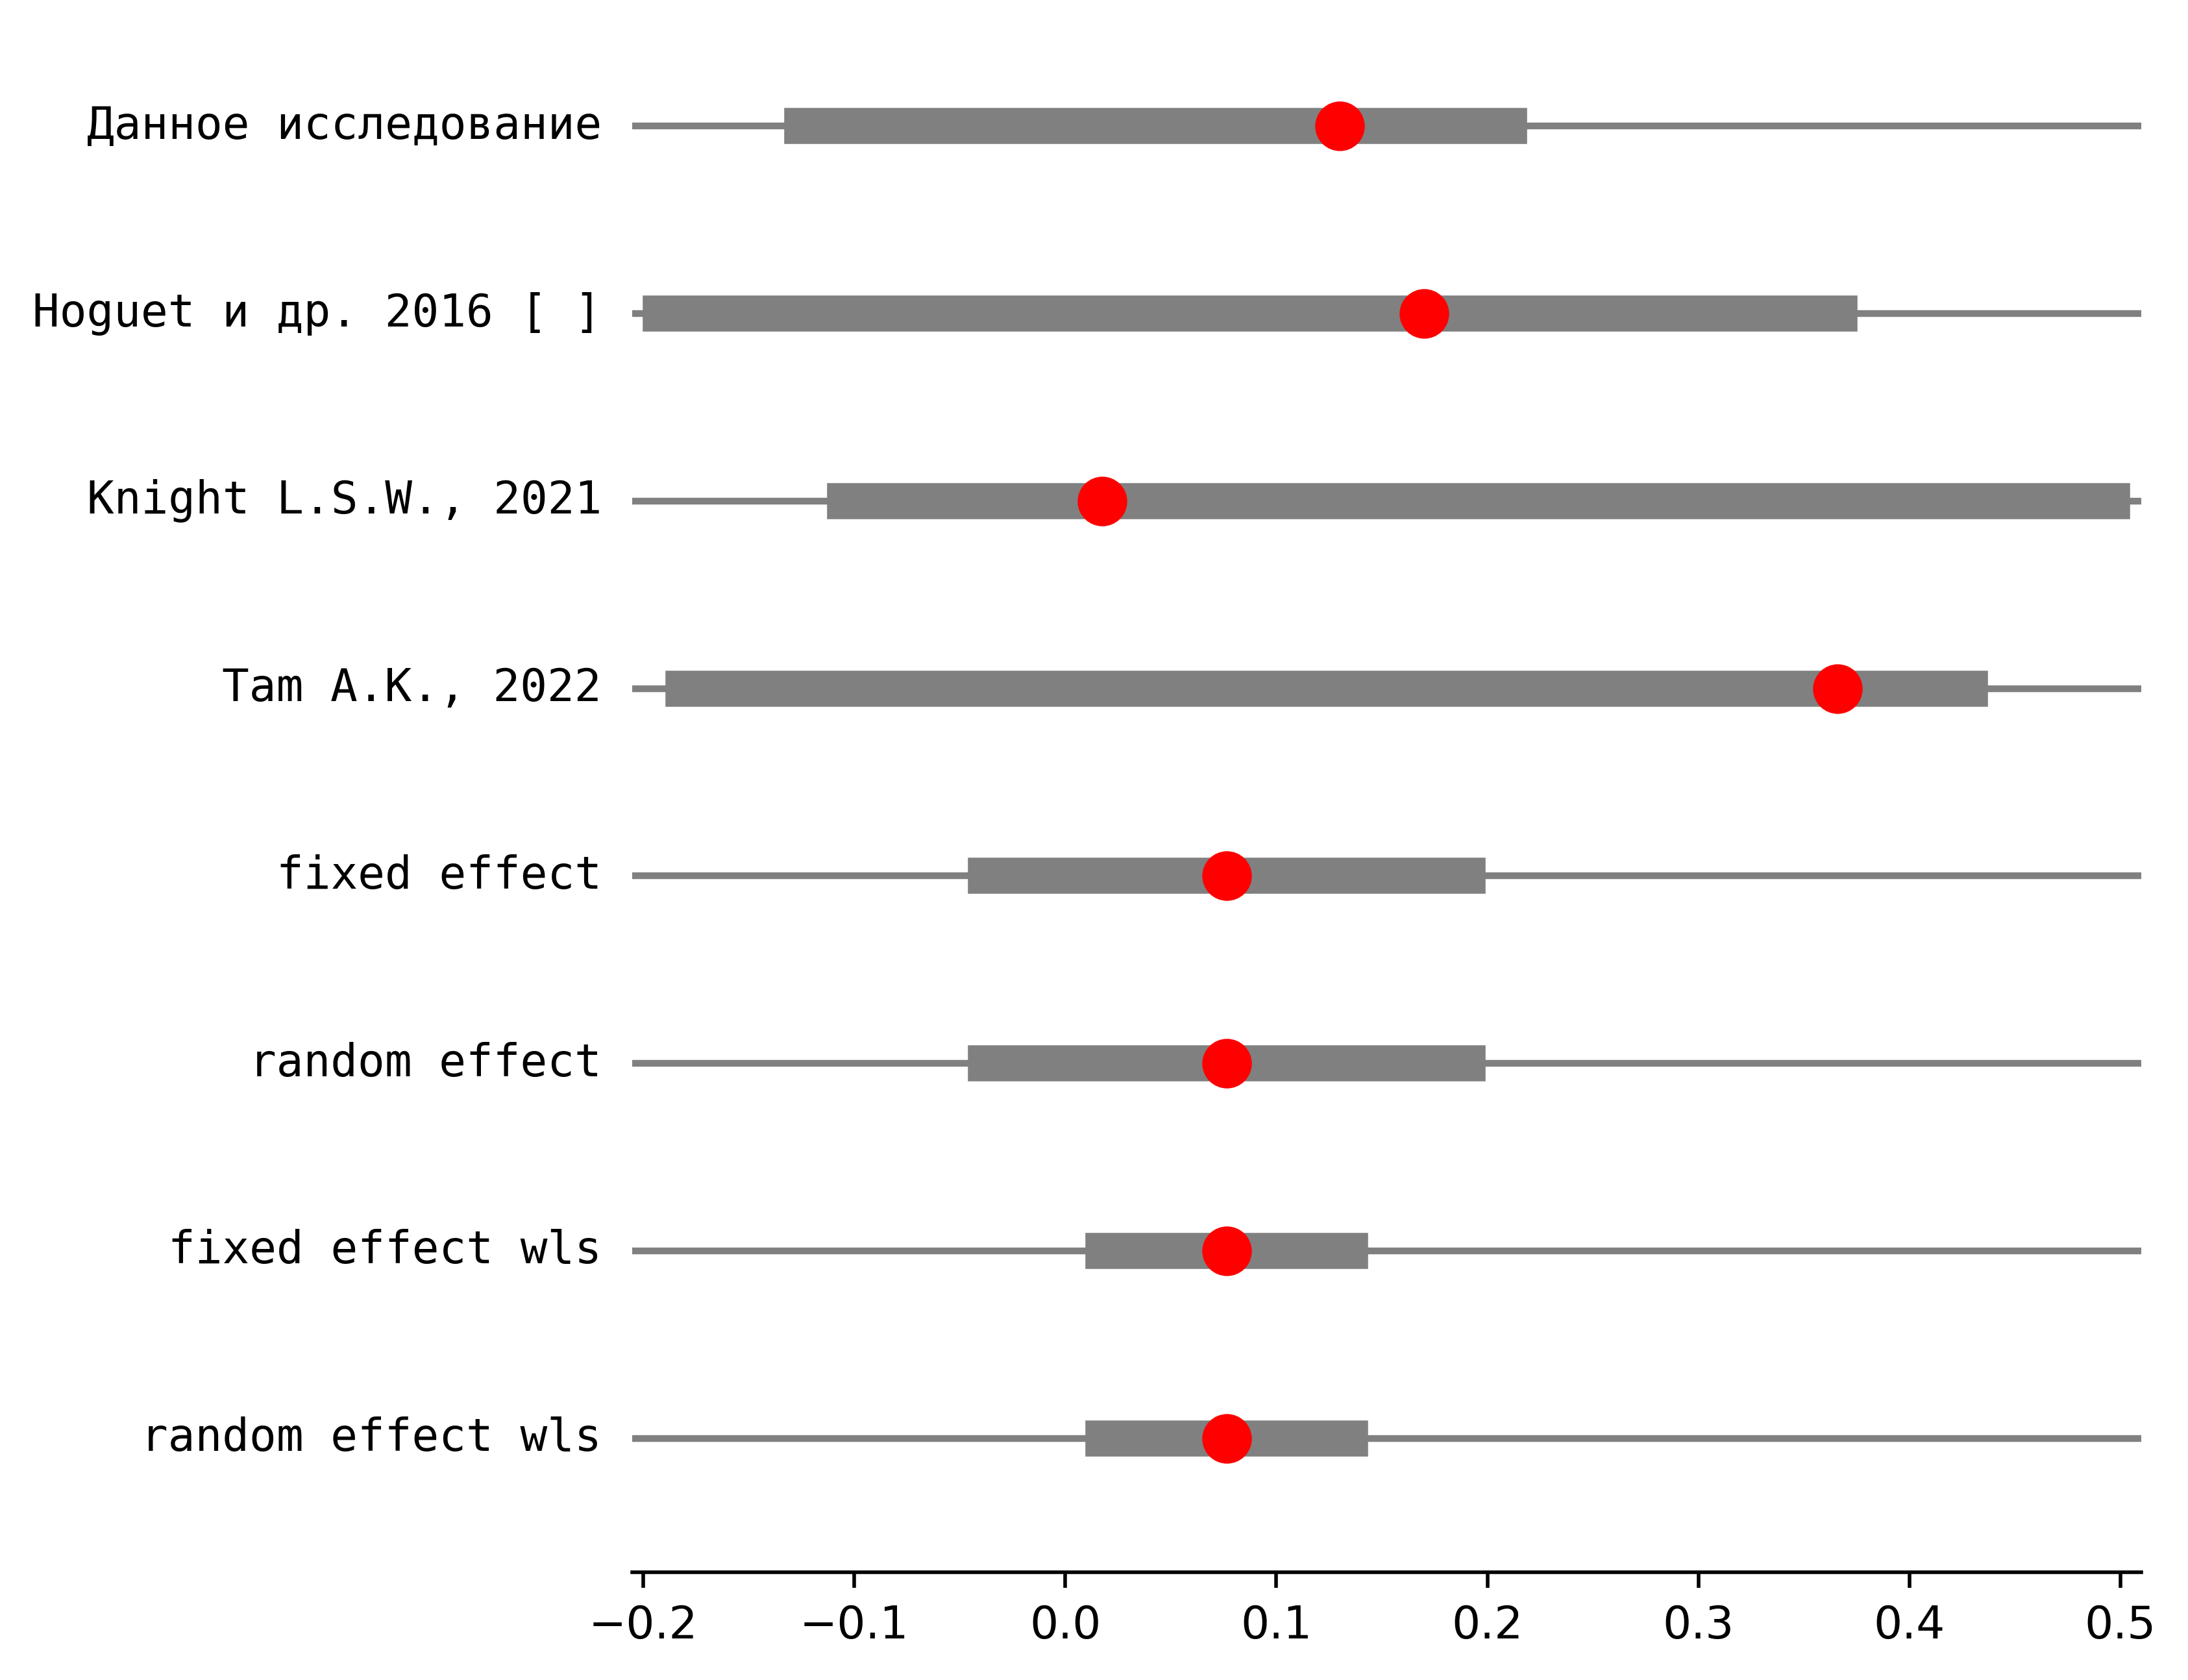 Данное исследование
Hoguet и др. 2016 [ ]
Knight L.S.W., 2021
Tam A.K., 2022
fixed effect
random effect
fixed effect wls
random effect wls
−0.2 −0.1 0.0 0.1 0.2 0.3 0.4 0.5